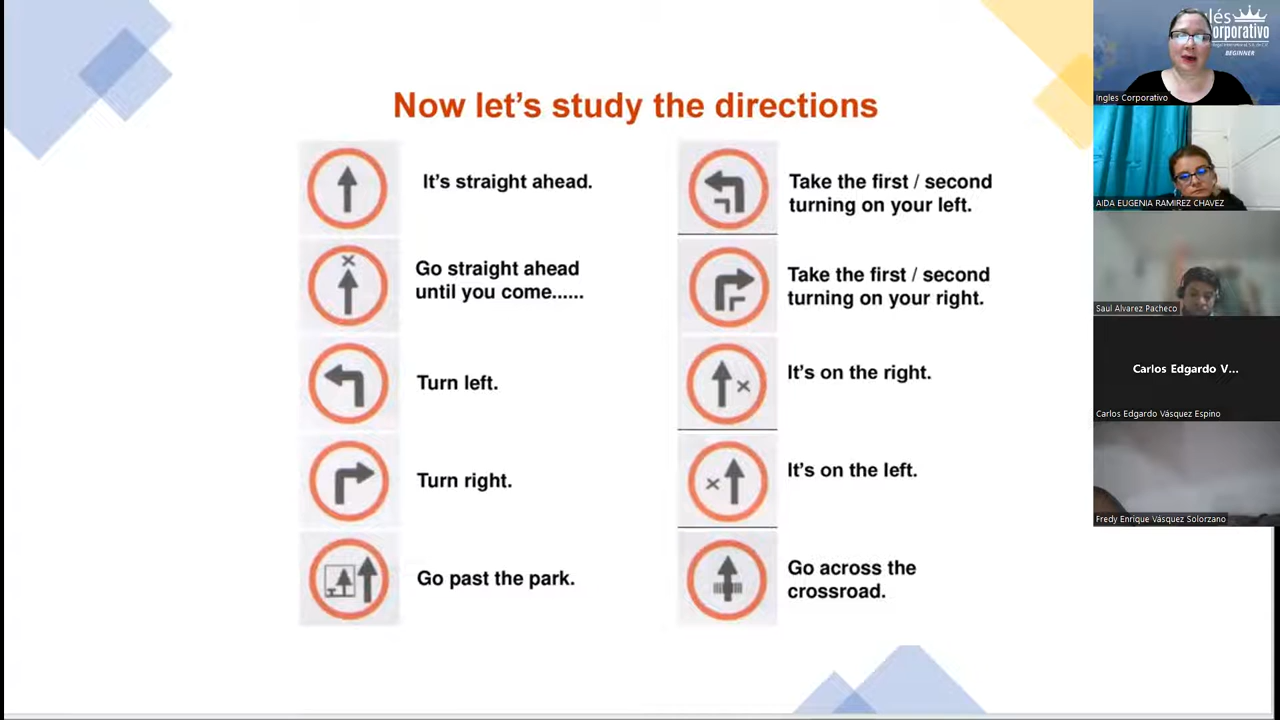 Now let's study the directions
It's straight ahead.
Go straight ahead
until you come......
Turn left.
Turn right.
Go past the park.
Take the first / second
turning on your left.
Take the first / second
turning on your right.
It's on the right.
It's on the left.
Go across the
crossroad.
BEGINNER
Ingles Corporativo
AIDA EUGENIA RAMIREZ CHAVEZ
Saul Alvarez Pacheco
Carlos Edgardo V...
Carlos Edgardo Vásquez Espino
Fredy Enrique Vásquez Solorzano